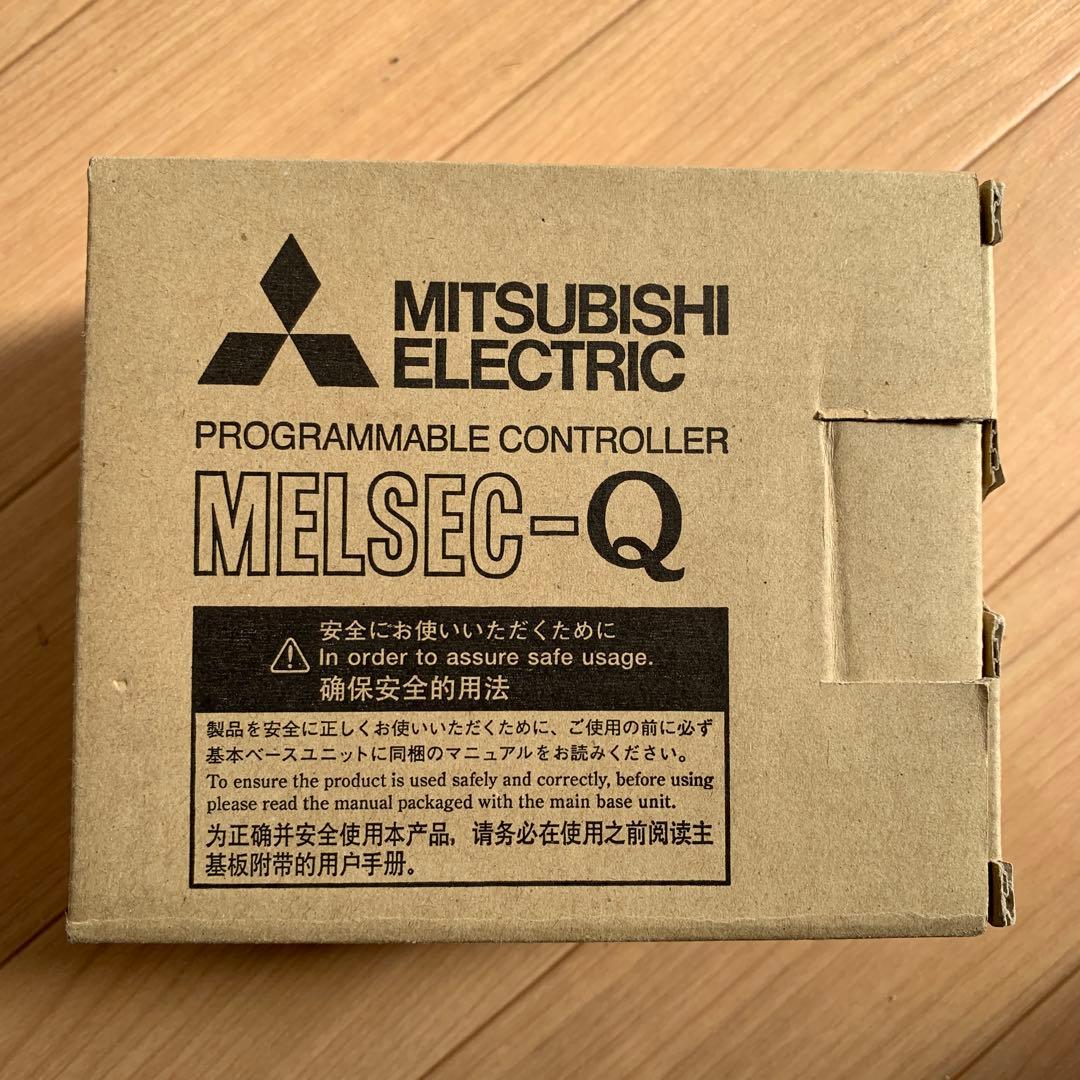 MITSUBISHI
ELECTRIC
PROGRAMMABLE CONTROLLER
MELSEC-Q
安全にお使いいただくために
In order to assure safe usage.
确保安全的用法
製品を安全に正しくお使いいただくために、ご使用の前に必ず
基本ベースユニットに同梱のマニュアルをお読みください。
To ensure the product is used safely and correctly, before using
please read the manual packaged with the main base unit.
为正确并安全使用本产品，请务必在使用之前阅读主
基板附带的用户手册。